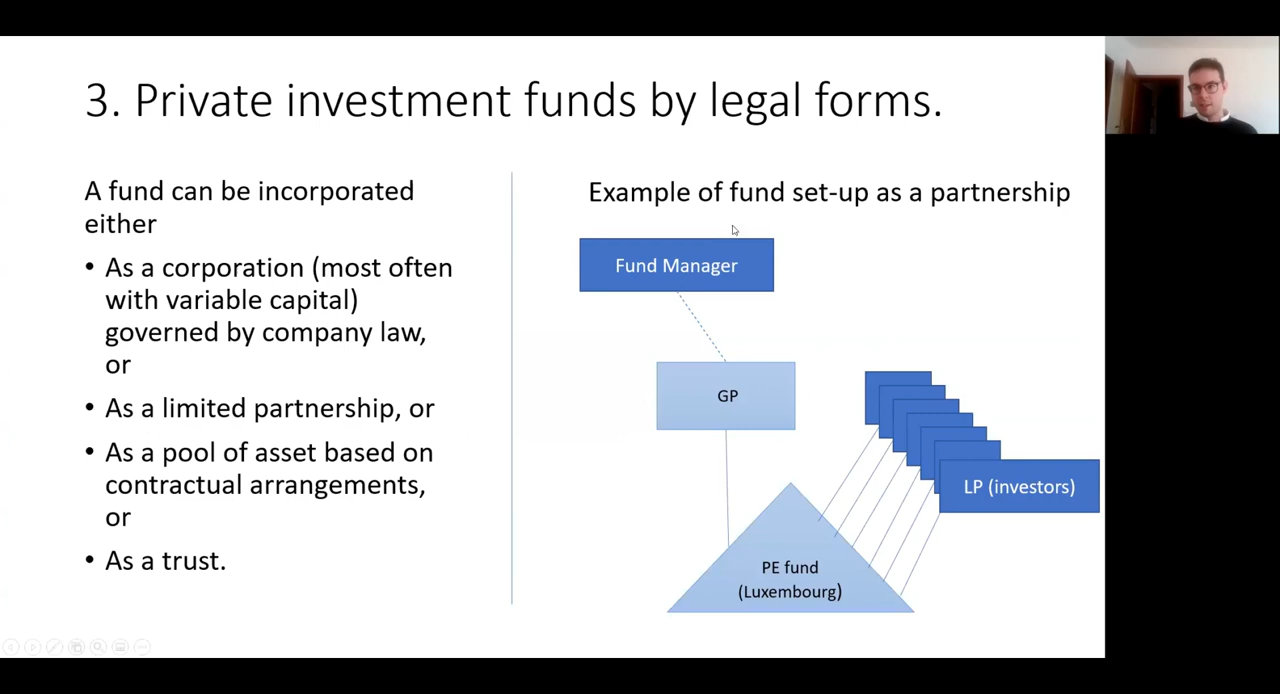 3. Private investment funds by legal forms.
A fund can be incorporated
either
• As a corporation (most often
with variable capital)
governed by company law,
or
• As a limited partnership, or
• As a pool of asset based on
contractual arrangements,
or
• As a trust.
Example of fund set-up as a partnership
Fund Manager
GP
LP (investors)
PE fund
(Luxembourg)